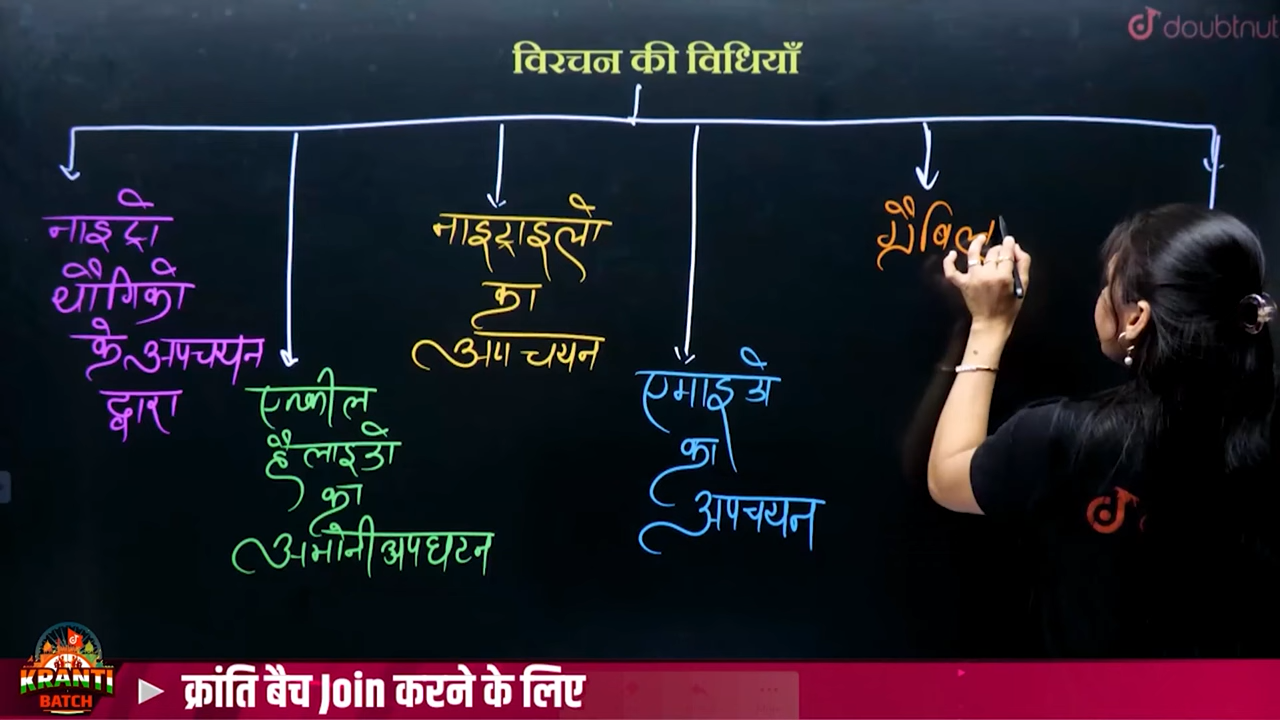 doubtnut
विरचन की विधियाँ
नाइट्रो
यौगिको
के अपचयन
द्वारा
एल्कील
हैलाइडो
का
अमोनीअपघटन
नाइट्राइलो
का
अपचयन
एमाइडो
का
अपचयन
ग्रैबिल
KRANTI
BATCH
क्रांति बैच Join करने के लिए